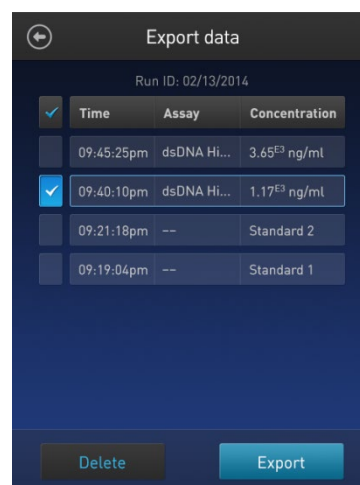 Export data
Run ID: 02/13/2014
Time Assay Concentration
09:45:25pm dsDNA Hi... 3.65E3 ng/ml
09:40:10pm dsDNA Hi... 1.17E3 ng/ml
09:21:18pm -- Standard 2
09:19:04pm -- Standard 1
Delete Export